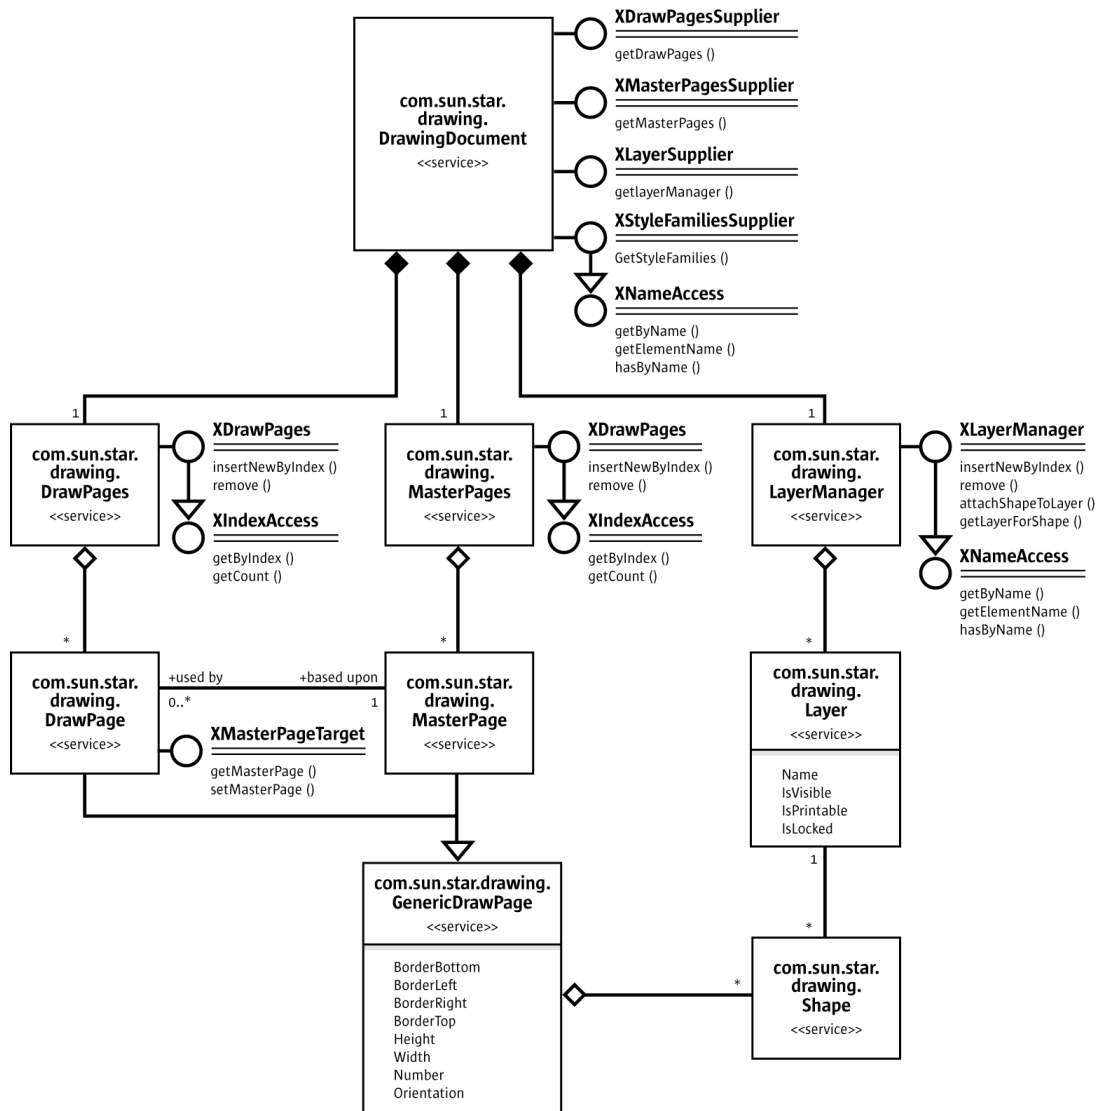 XDrawPagesSupplier
getDrawPages ()
com.sun.star.
drawing.
DrawingDocument
<<service>>
XMasterPagesSupplier
getMasterPages ()
XLayerSupplier
getlayerManager ()
XStyleFamiliesSupplier
GetStyleFamilies ()
XNameAccess
getByName ()
getElementName ()
hasByName ()
1
com.sun.star.
drawing.
DrawPages
<<service>>
XDrawPages
insertNewByIndex ()
remove ()
XIndexAccess
getByIndex ()
getCount ()
1
com.sun.star.
drawing.
MasterPages
<<service>>
XDrawPages
insertNewByIndex ()
remove ()
XIndexAccess
getByIndex ()
getCount ()
1
com.sun.star.
drawing.
LayerManager
<<service>>
XLayerManager
insertNewByIndex ()
remove ()
attachShapeToLayer ()
getLayerForShape ()
XNameAccess
getByName ()
getElementName ()
hasByName ()
*
com.sun.star.
drawing.
DrawPage
<<service>>
+used by
0..*
+based upon
1
XMasterPageTarget
getMasterPage ()
setMasterPage ()
*
com.sun.star.
drawing.
MasterPage
<<service>>
*
com.sun.star.
drawing.
Layer
<<service>>
Name
IsVisible
IsPrintable
IsLocked
1
*
com.sun.star.drawing.
GenericDrawPage
<<service>>
BorderBottom
BorderLeft
BorderRight
BorderTop
Height
Width
Number
Orientation
*
com.sun.star.
drawing.
Shape
<<service>>